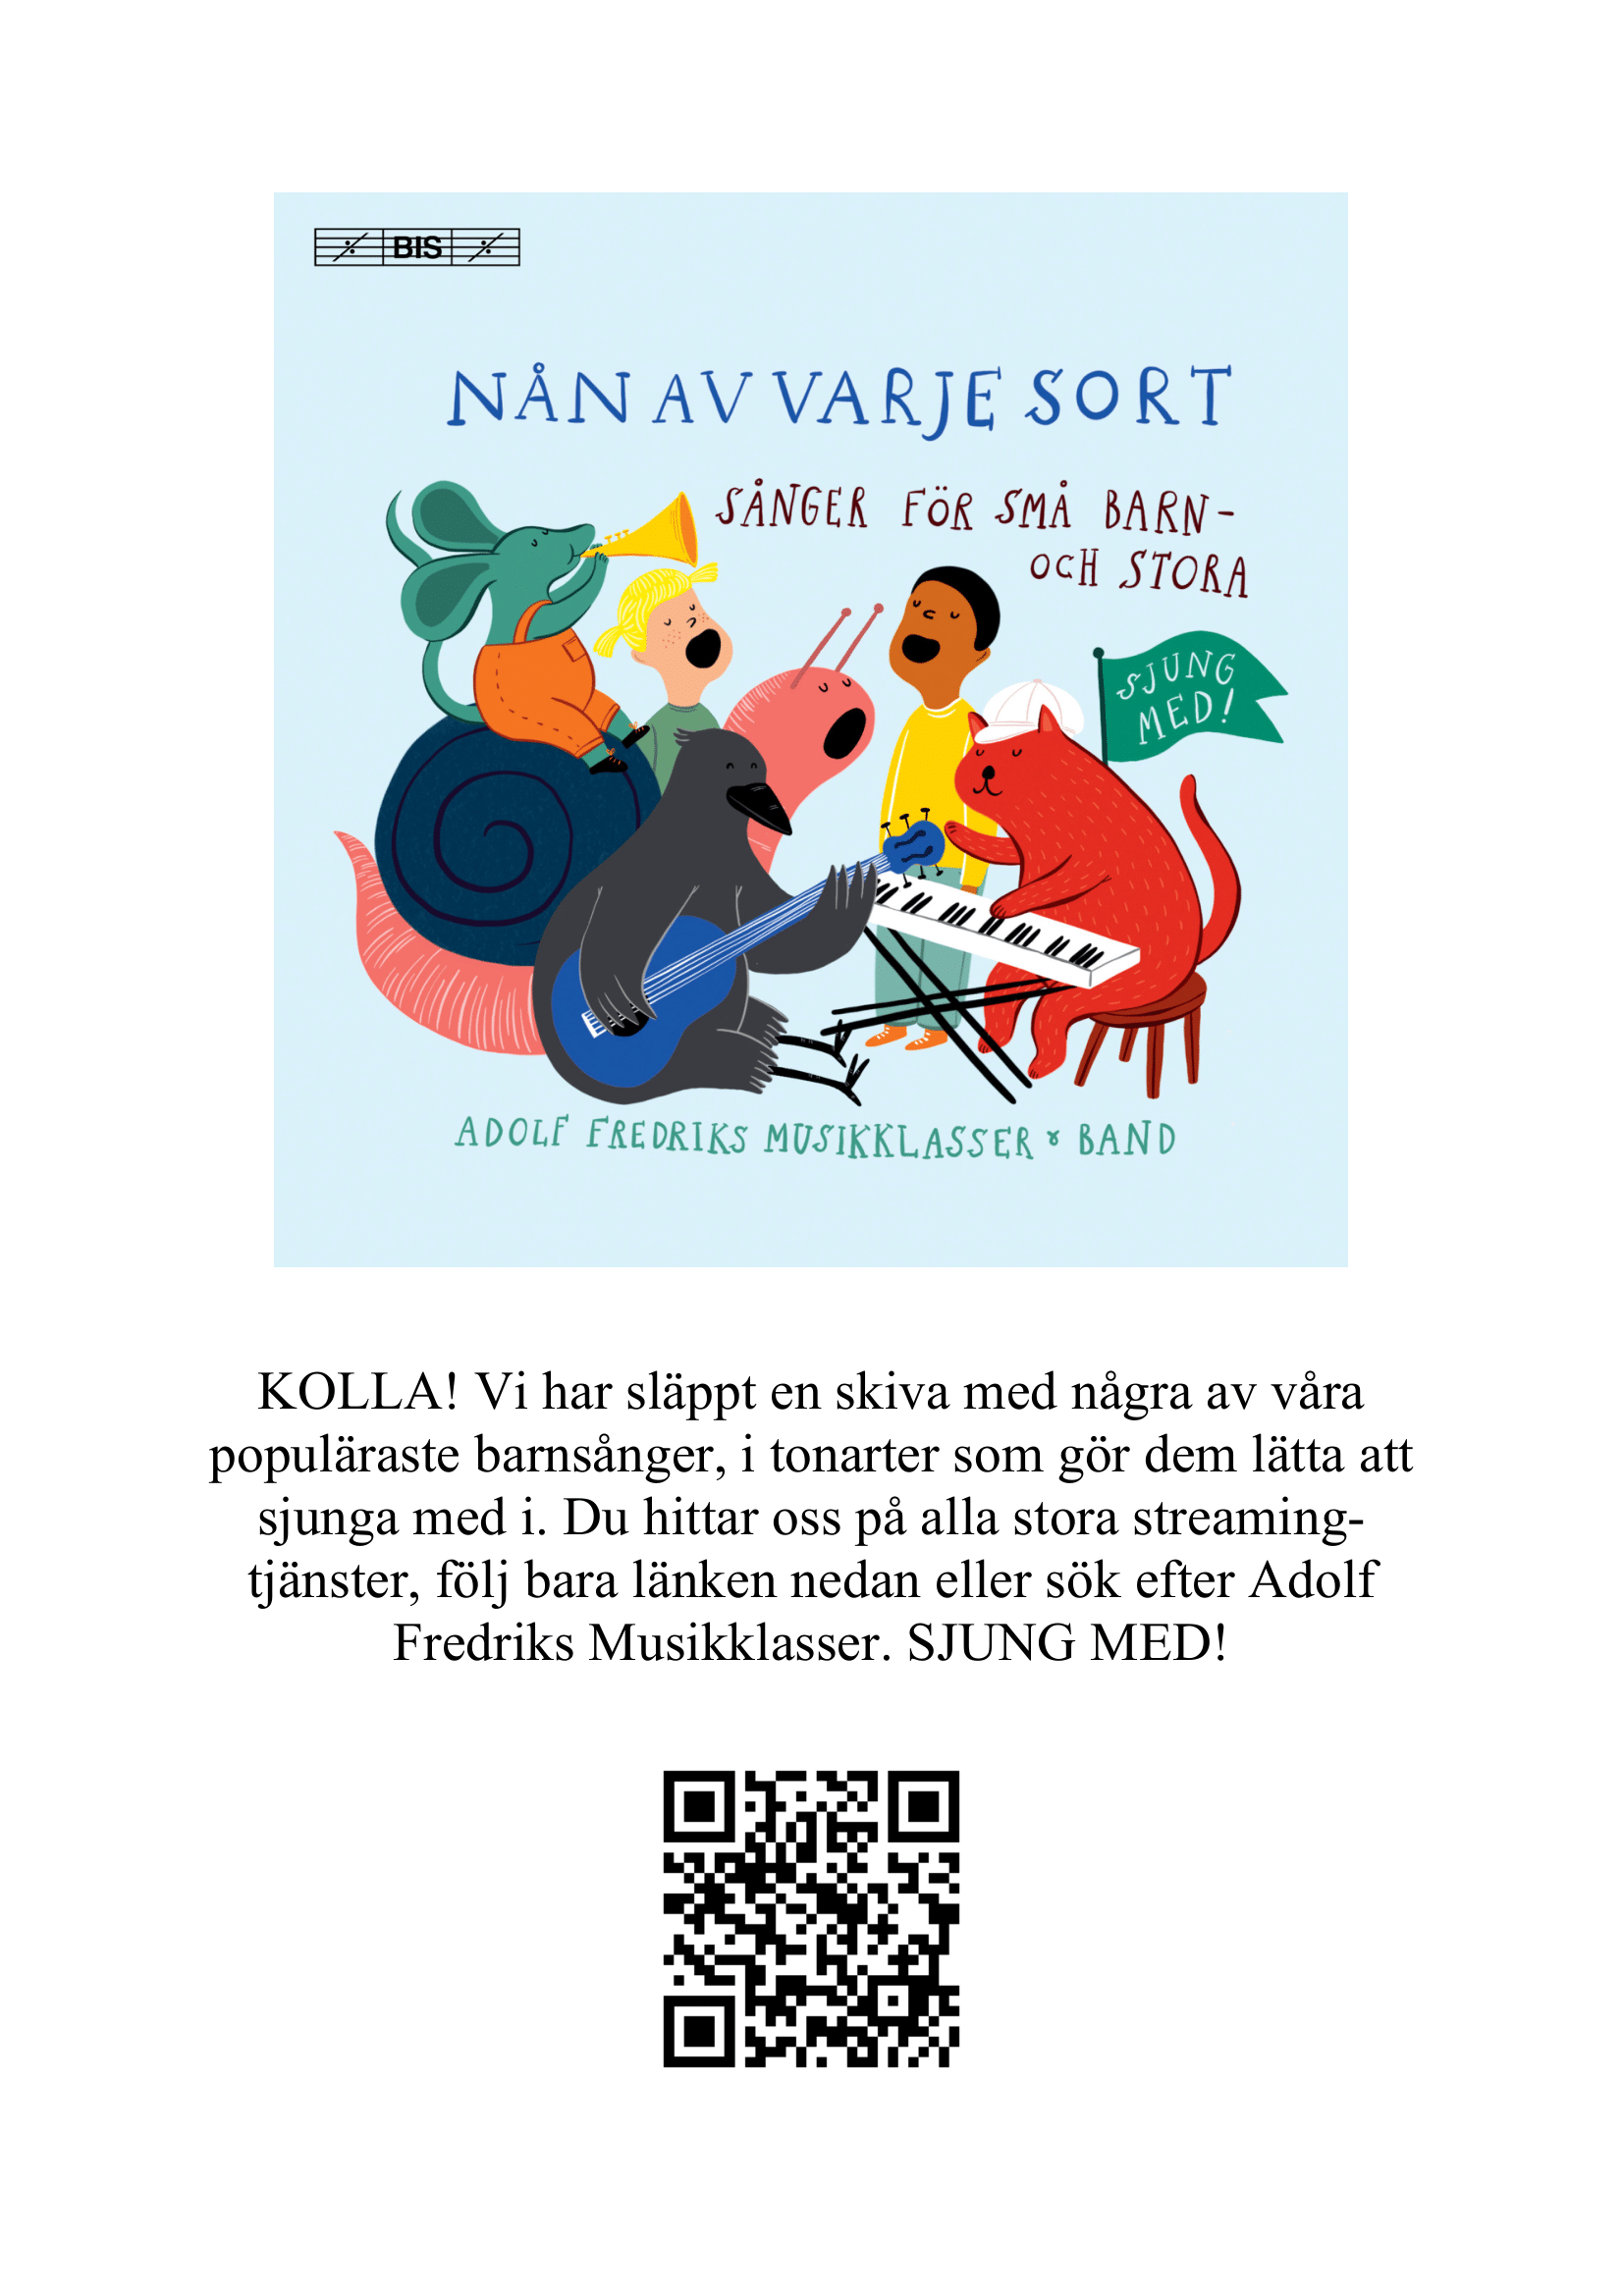 BIS
NÅN AV VARJE SORT
SÅNGER FÖR SMÅ BARN-
OCH STORA
SJUNG
MED!
ADOLF FREDRIKS MUSIKKLASSER & BAND
KOLLA! Vi har släppt en skiva med några av våra
populäraste barnsånger, i tonarter som gör dem lätta att
sjunga med i. Du hittar oss på alla stora streaming-
tjänster, följ bara länken nedan eller sök efter Adolf
Fredriks Musikklasser. SJUNG MED!